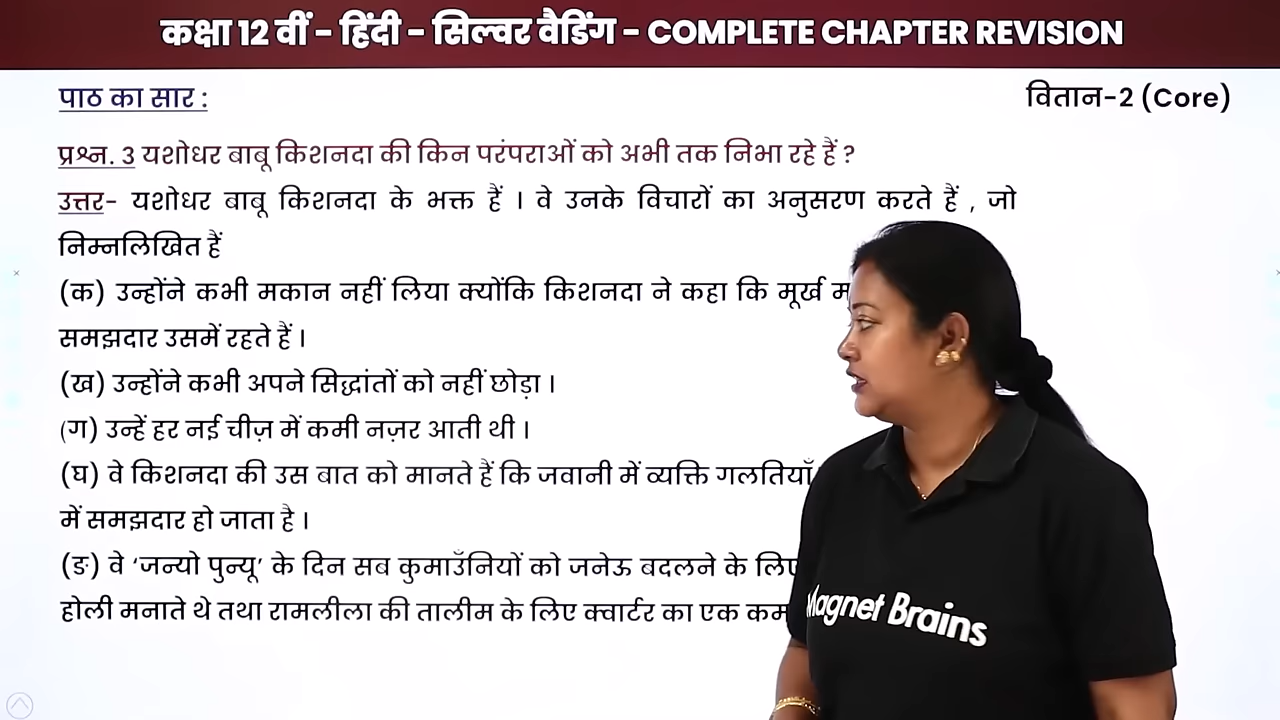 कक्षा 12 वीं - हिंदी - सिल्वर वैडिंग - COMPLETE CHAPTER REVISION
पाठ का सार :
वितान-2 (Core)
प्रश्न. 3 यशोधर बाबू किशनदा की किन परंपराओं को अभी तक निभा रहे हैं ?
उत्तर- यशोधर बाबू किशनदा के भक्त हैं । वे उनके विचारों का अनुसरण करते हैं , जो
निम्नलिखित हैं
(क) उन्होंने कभी मकान नहीं लिया क्योंकि किशनदा ने कहा कि मूर्ख
समझदार उसमें रहते हैं ।
(ख) उन्होंने कभी अपने सिद्धांतों को नहीं छोड़ा ।
(ग) उन्हें हर नई चीज़ में कमी नज़र आती थी ।
(घ) वे किशनदा की उस बात को मानते हैं कि जवानी में व्यक्ति गलतियाँ
में समझदार हो जाता है ।
(ङ) वे ‘जन्यो पुन्यू’ के दिन सब कुमाउँनियों को जनेऊ बदलने के लिए
होली मनाते थे तथा रामलीला की तालीम के लिए क्वार्टर का एक
Magnet Brains